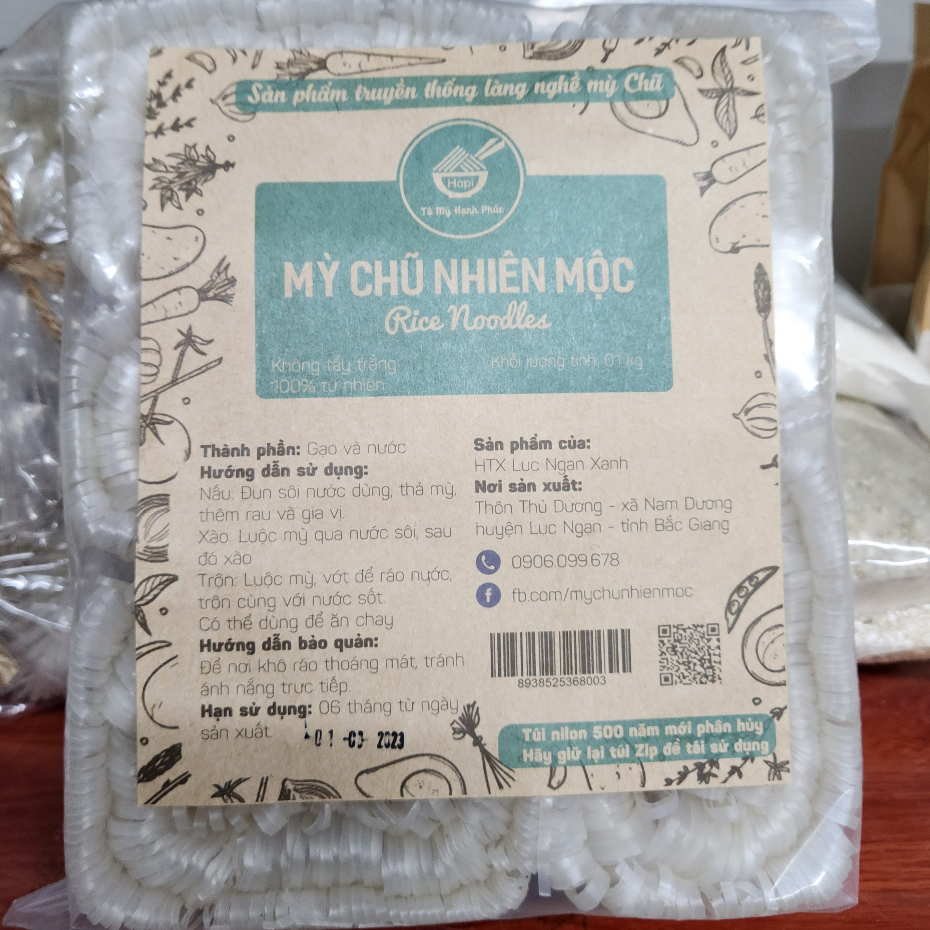 Sản phẩm truyền thống làng nghề mỳ Chũ
Hapi
Tô Mỳ Hạnh Phúc
MỲ CHŨ NHIÊN MỘC
Rice Noodles
Không tẩy trắng
100% tự nhiên
Khối lượng tịnh: 01 kg
Thành phần: Gạo và nước
Hướng dẫn sử dụng:
Nấu: Đun sôi nước dùng, thả mỳ,
thêm rau và gia vị.
Xào: Luộc mỳ qua nước sôi, sau
đó xào
Trộn: Luộc mỳ, vớt để ráo nước,
trộn cùng với nước sốt.
Có thể dùng để ăn chay
Hướng dẫn bảo quản:
Để nơi khô ráo thoáng mát, tránh
ánh nắng trực tiếp.
Hạn sử dụng: 06 tháng từ ngày
sản xuất.
01 -03 2023
Sản phẩm của:
HTX Lục Ngạn Xanh
Nơi sản xuất:
Thôn Thủ Dương - xã Nam Dương
huyện Lục Ngạn - tỉnh Bắc Giang
0906.099.678
fb.com/mychunhienmoc
8938525368003
Túi nilon 500 năm mới phân hủy
Hãy giữ lại túi Zip để tái sử dụng